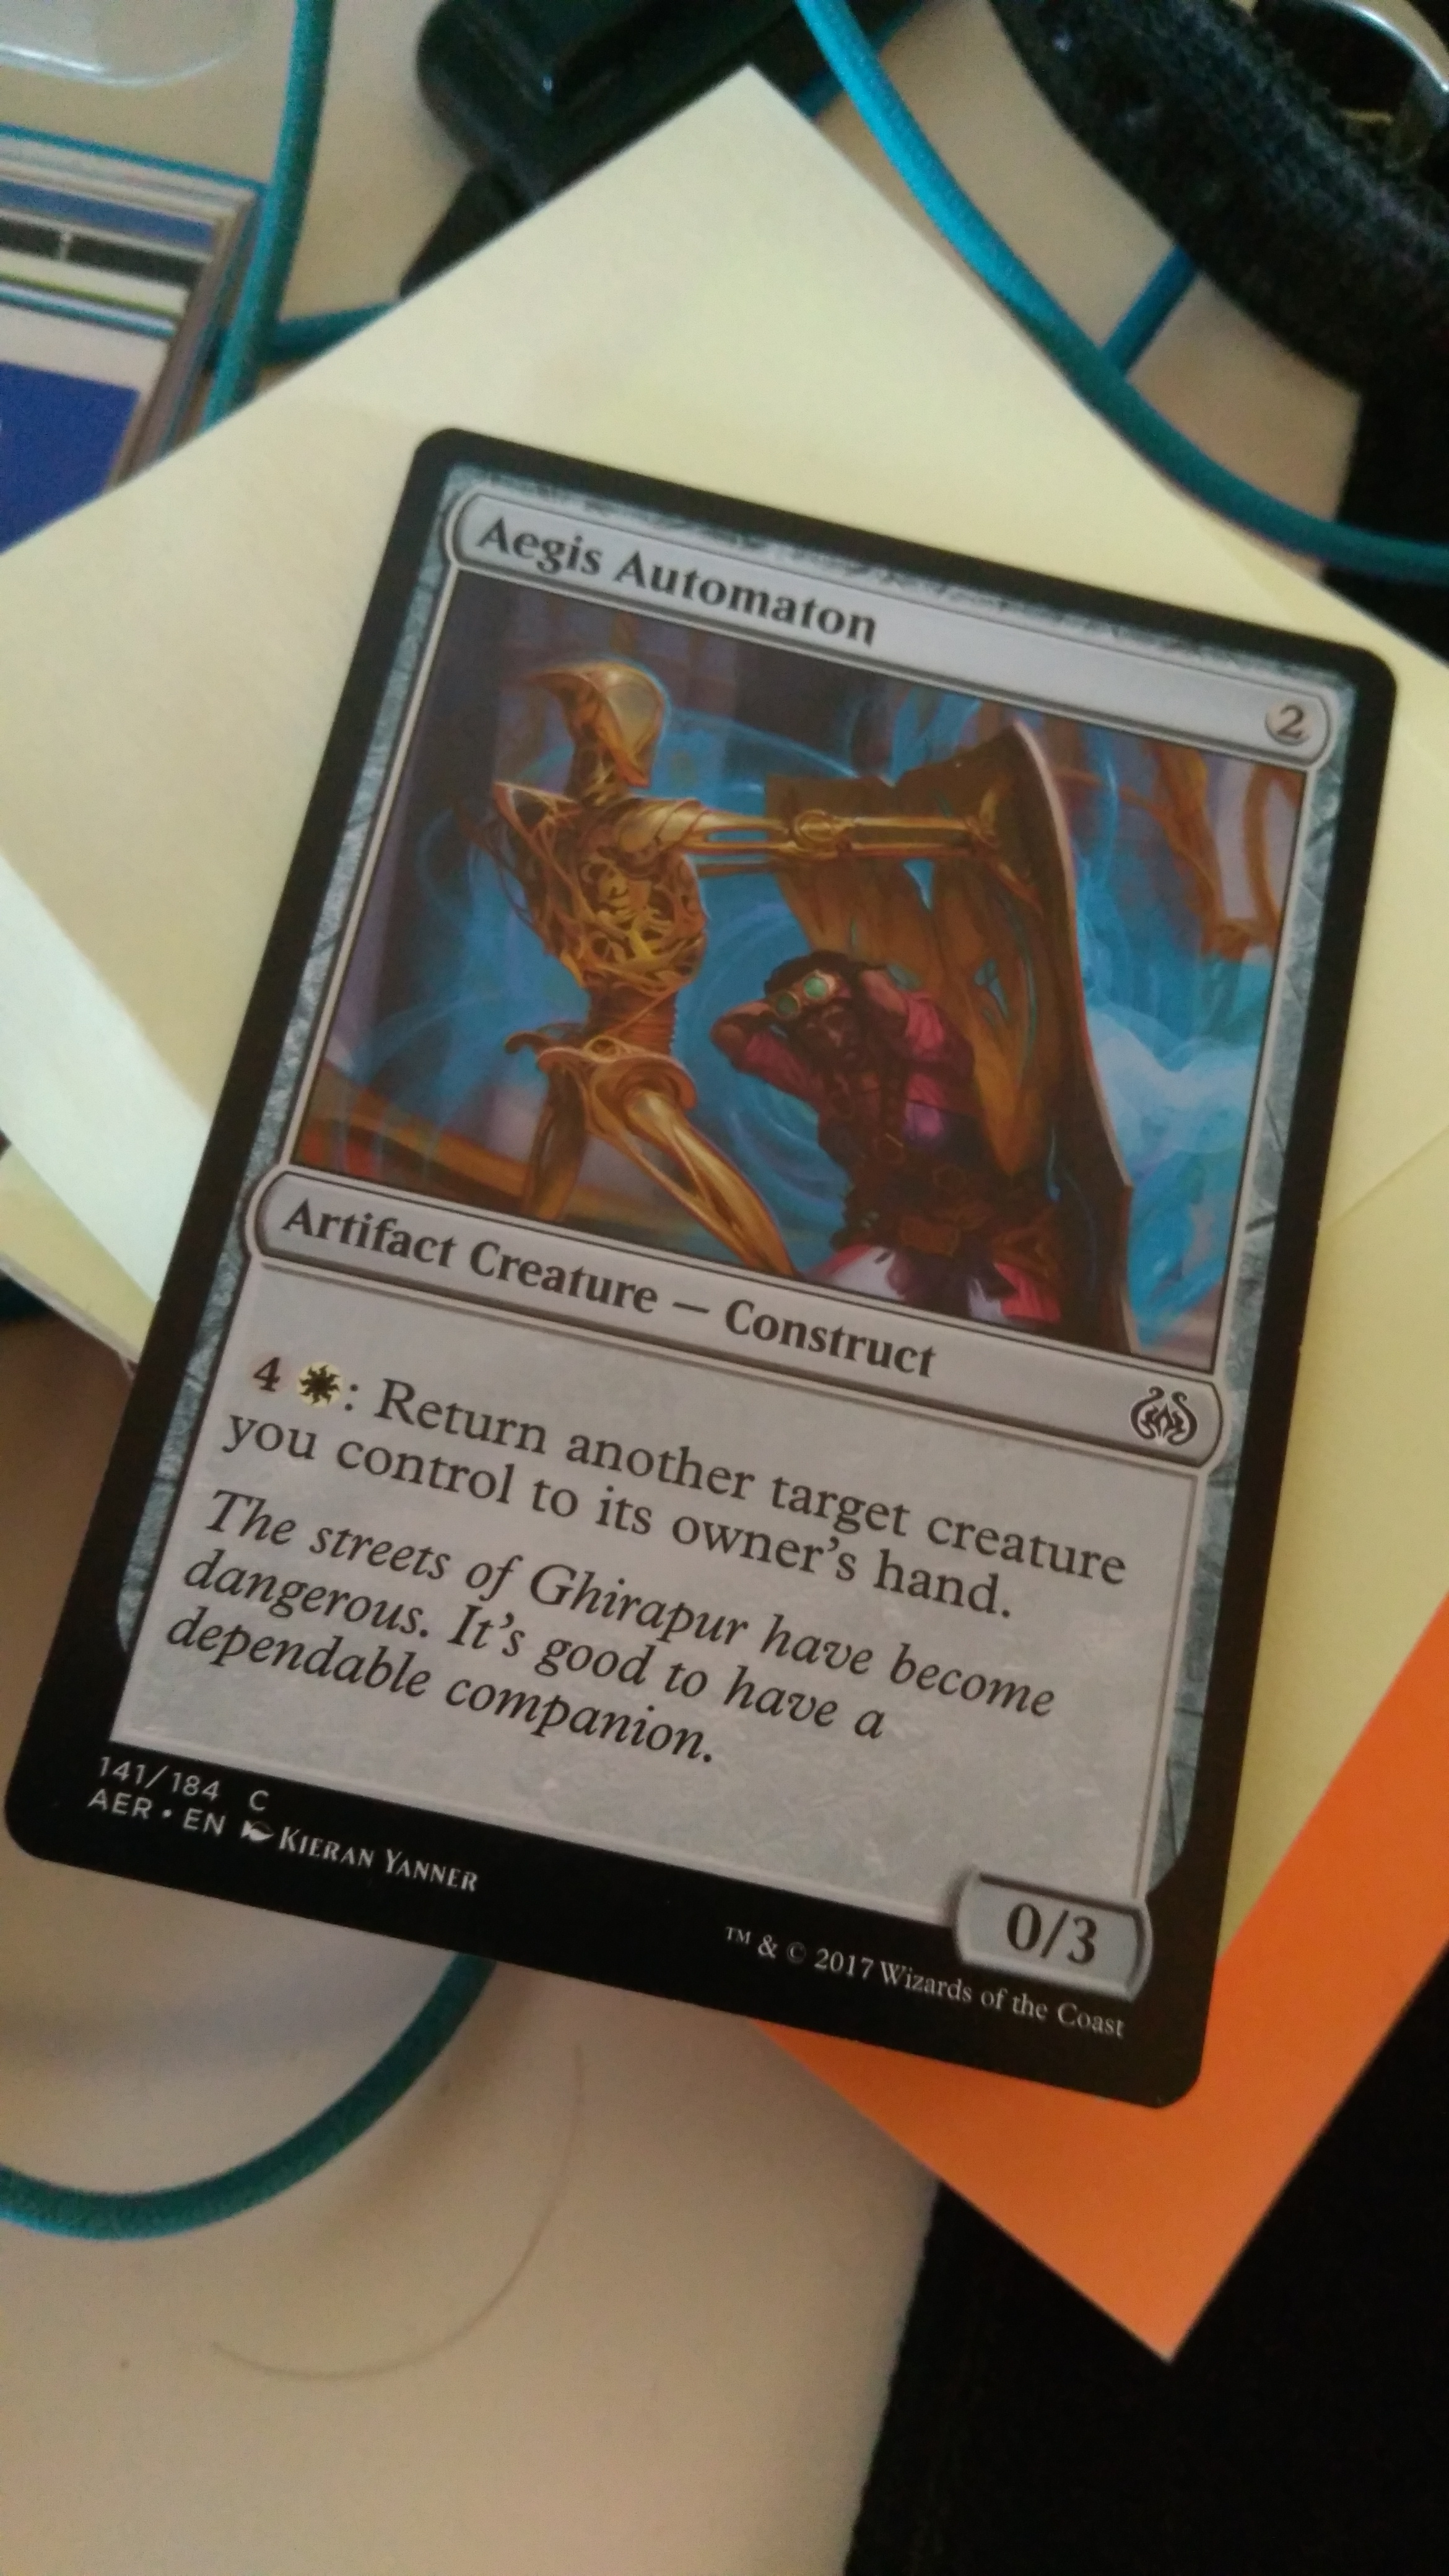 Aegis Automaton
2
Artifact Creature — Construct
4 : Return another target creature
you control to its owner's hand.
The streets of Ghirapur have become
dangerous. It's good to have a
dependable companion.
0/3
141/184 C
AER • EN KIERAN YANNER
™ & © 2017 Wizards of the Coast